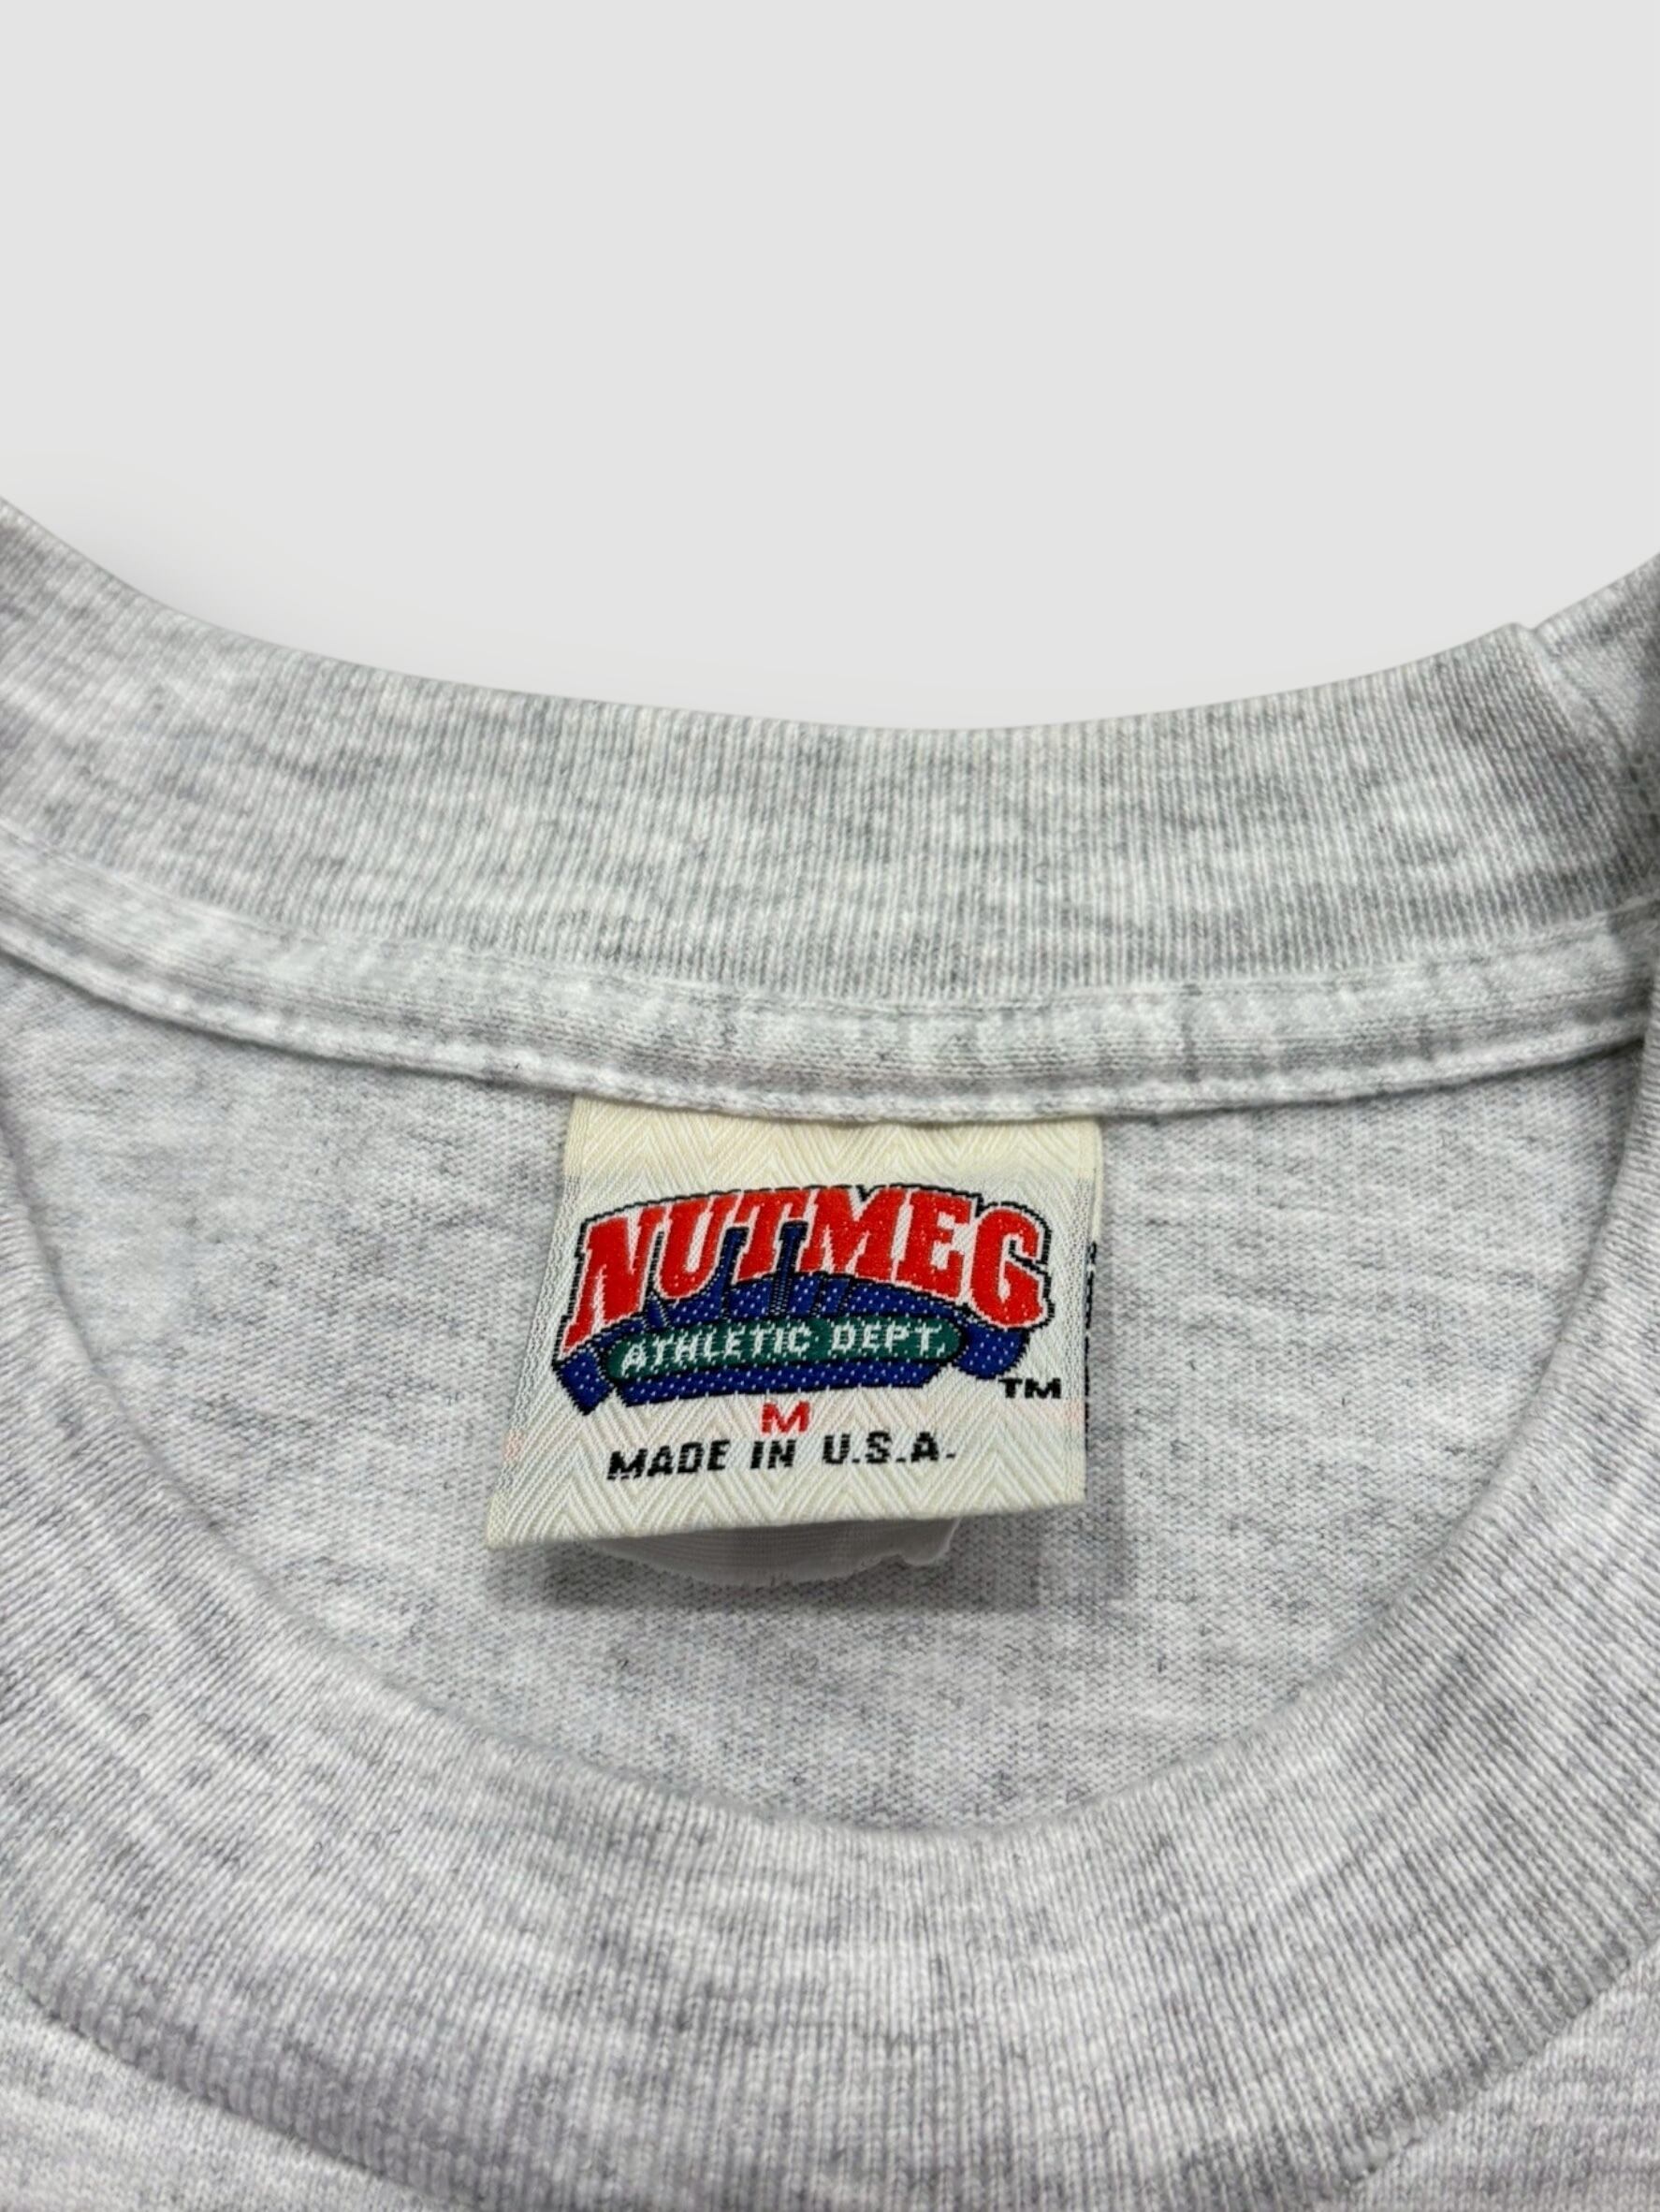 NUTMEG
ATHLETIC DEPT.
TM
M
MADE IN U.S.A.